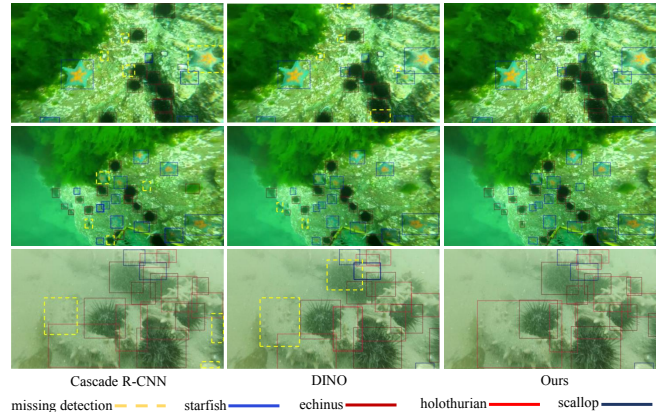 Cascade R-CNN DINO Ours
missing detection starfish echinus holothurian scallop